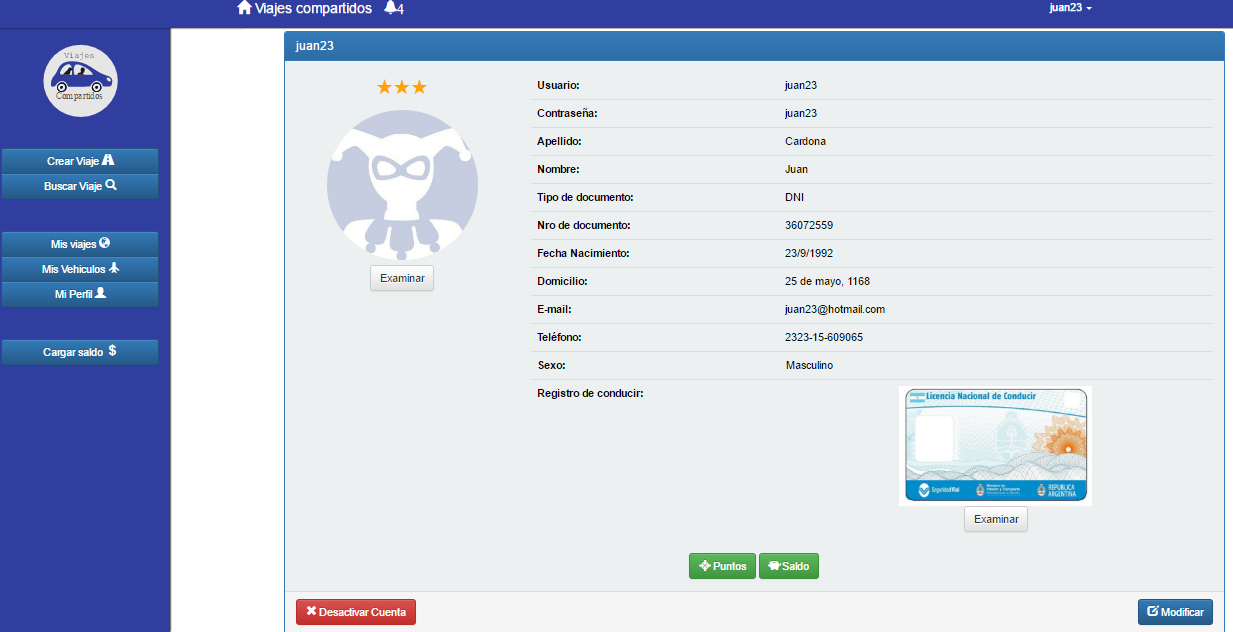 Viajes compartidos 4
juan23
Viajes
Compartidos
Crear Viaje
Buscar Viaje
Mis viajes
Mis Vehiculos
Mi Perfil
Cargar saldo $
juan23
Examinar
Usuario: juan23
Contraseña: juan23
Apellido: Cardona
Nombre: Juan
Tipo de documento: DNI
Nro de documento: 36072559
Fecha Nacimiento: 23/9/1992
Domicilio: 25 de mayo, 1168
E-mail: juan23@hotmail.com
Teléfono: 2323-15-609065
Sexo: Masculino
Registro de conducir:
Licencia Nacional de Conducir
SeguridadVial
REPUBLICA
ARGENTINA
Examinar
Puntos
Saldo
Desactivar Cuenta
Modificar